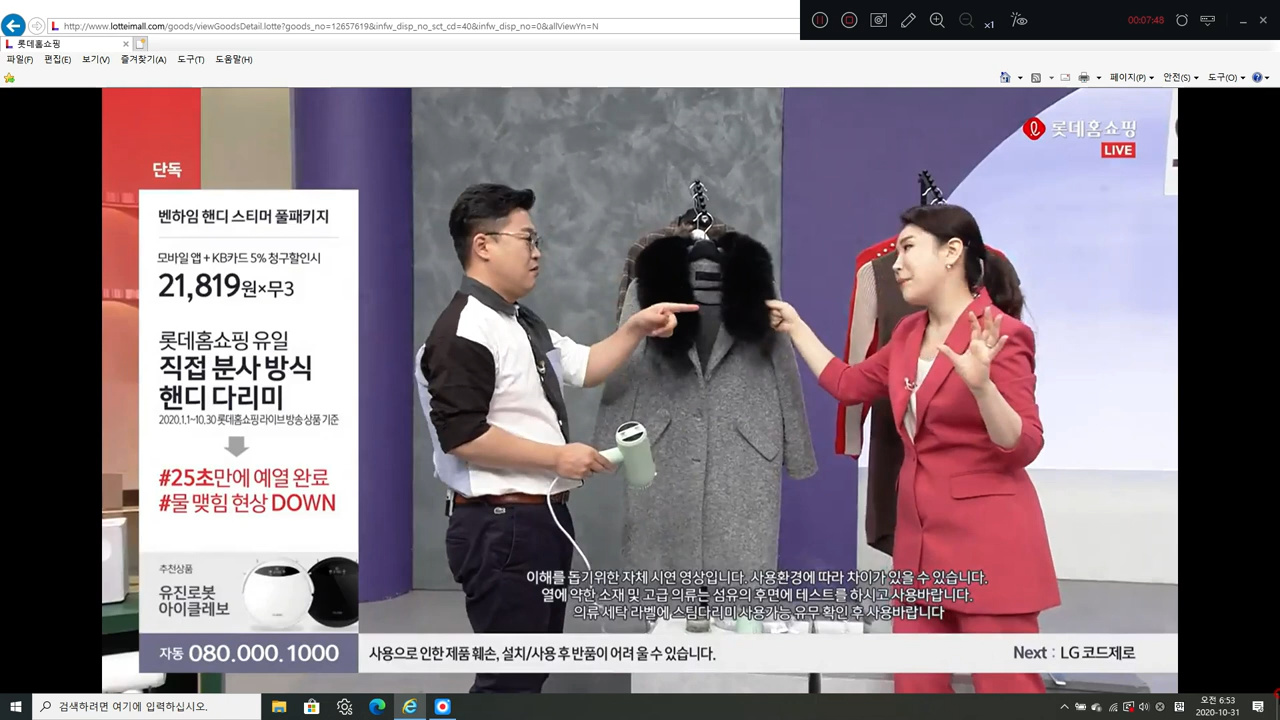 http://www.lotteimall.com/goods/viewGoodsDetail.lotte?goods_no=12657619&infw_disp_no_sct_cd=40&infw_disp_no=0&allViewYn=N
×1
00:07:48
롯데홈쇼핑
파일(F) 편집(E) 보기(V) 즐겨찾기(A) 도구(T) 도움말(H)
페이지(P) 안전(S) 도구(O)
롯데홈쇼핑
LIVE
단독
벤하임 핸디 스티머 풀패키지
모바일 앱 + KB카드 5% 청구할인시
21,819원×무3
롯데홈쇼핑 유일
직접 분사 방식
핸디 다리미
2020.1.1~10.30 롯데홈쇼핑 라이브 방송 상품 기준
#25초만에 예열 완료
#물 맺힘 현상 DOWN
추천상품
유진로봇
아이클레보
이해를 돕기위한 자체 시연 영상입니다. 사용환경에 따라 차이가 있을 수 있습니다.
열에 약한 소재 및 고급 의류는 섬유의 후면에 테스트를 하시고 사용바랍니다.
의류 세탁 라벨에 스팀다리미 사용가능 유무 확인 후 사용바랍니다
자동 080.000.1000
사용으로 인한 제품 훼손, 설치/사용 후 반품이 어려 울 수 있습니다.
Next : LG 코드제로
검색하려면 여기에 입력하십시오.
오전 6:53
2020-10-31